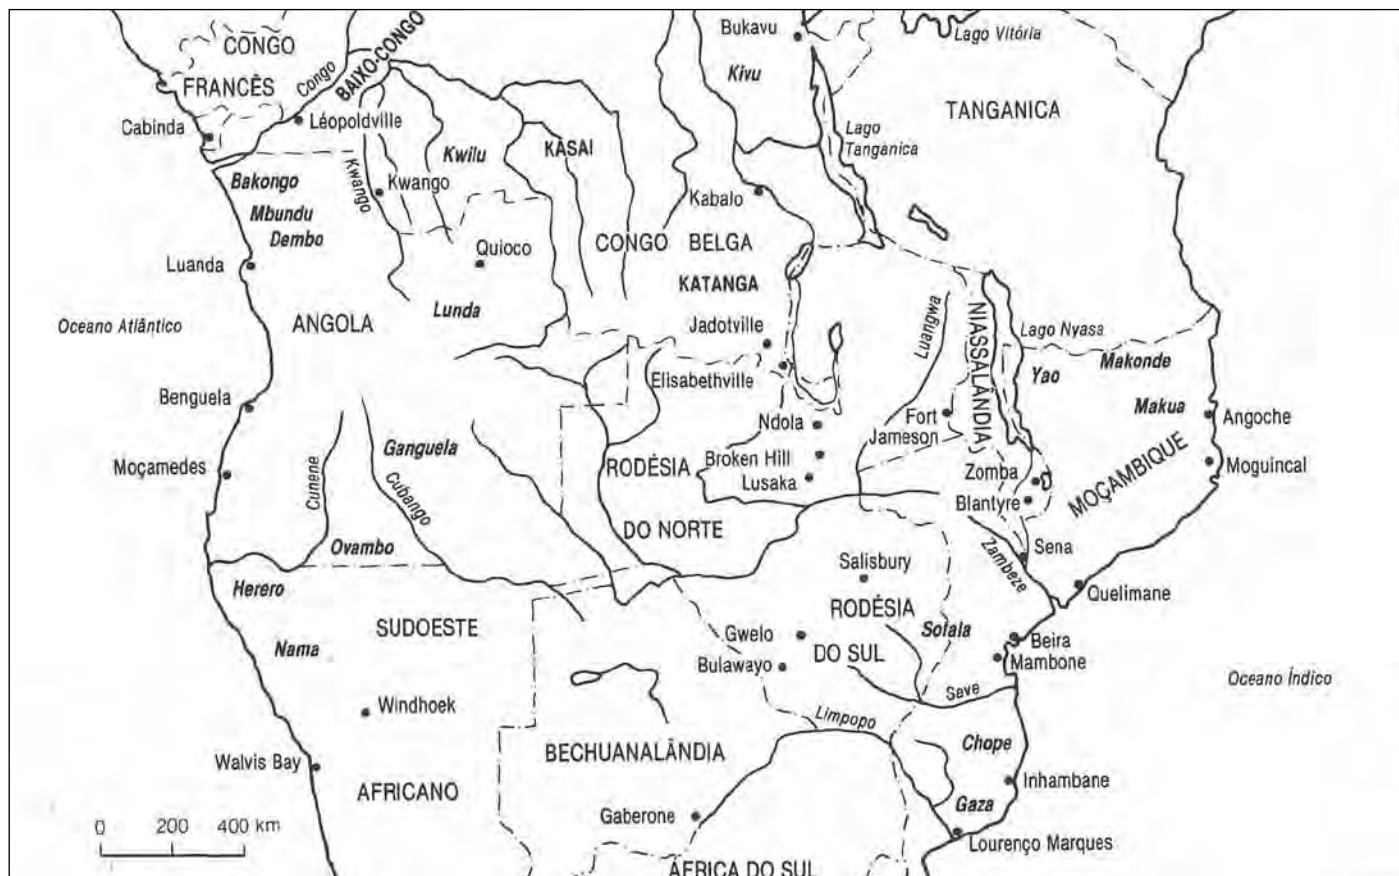 CONGO
FRANCÊS
Congo
BAIXO-CONGO
Cabinda
Léopoldville
Bakongo
Mbundu
Dembo
Kwango
Kwango
Kwilu
KASAI
Luanda
Quioco
Lunda
Oceano Atlântico
ANGOLA
Benguela
Moçamedes
Cunene
Cubango
Ganguela
Ovambo
Herero
Nama
SUDOESTE
Windhoek
Walvis Bay
AFRICANO
0 200 400 km
Bukavu
Kivu
Lago Vitória
TANGANICA
Lago
Tanganica
Kabalo
CONGO BELGA
KATANGA
Jadotville
Elisabethville
Luangwa
NIASSALÂNDIA
Lago Nyasa
Makonde
Yao
Makua
Angoche
Moguincal
MOÇAMBIQUE
Ndola
Broken Hill
Lusaka
Fort
Jameson
Zomba
Blantyre
RODÉSIA
DO NORTE
Sena
Zambeze
Quelimane
Salisbury
RODÉSIA
DO SUL
Gwelo
Bulawayo
Sofala
Beira
Mambone
Save
Oceano Índico
Limpopo
BECHUANALÂNDIA
Gaberone
Chope
Inhambane
Gaza
Lourenço Marques
ÁFRICA DO SUL